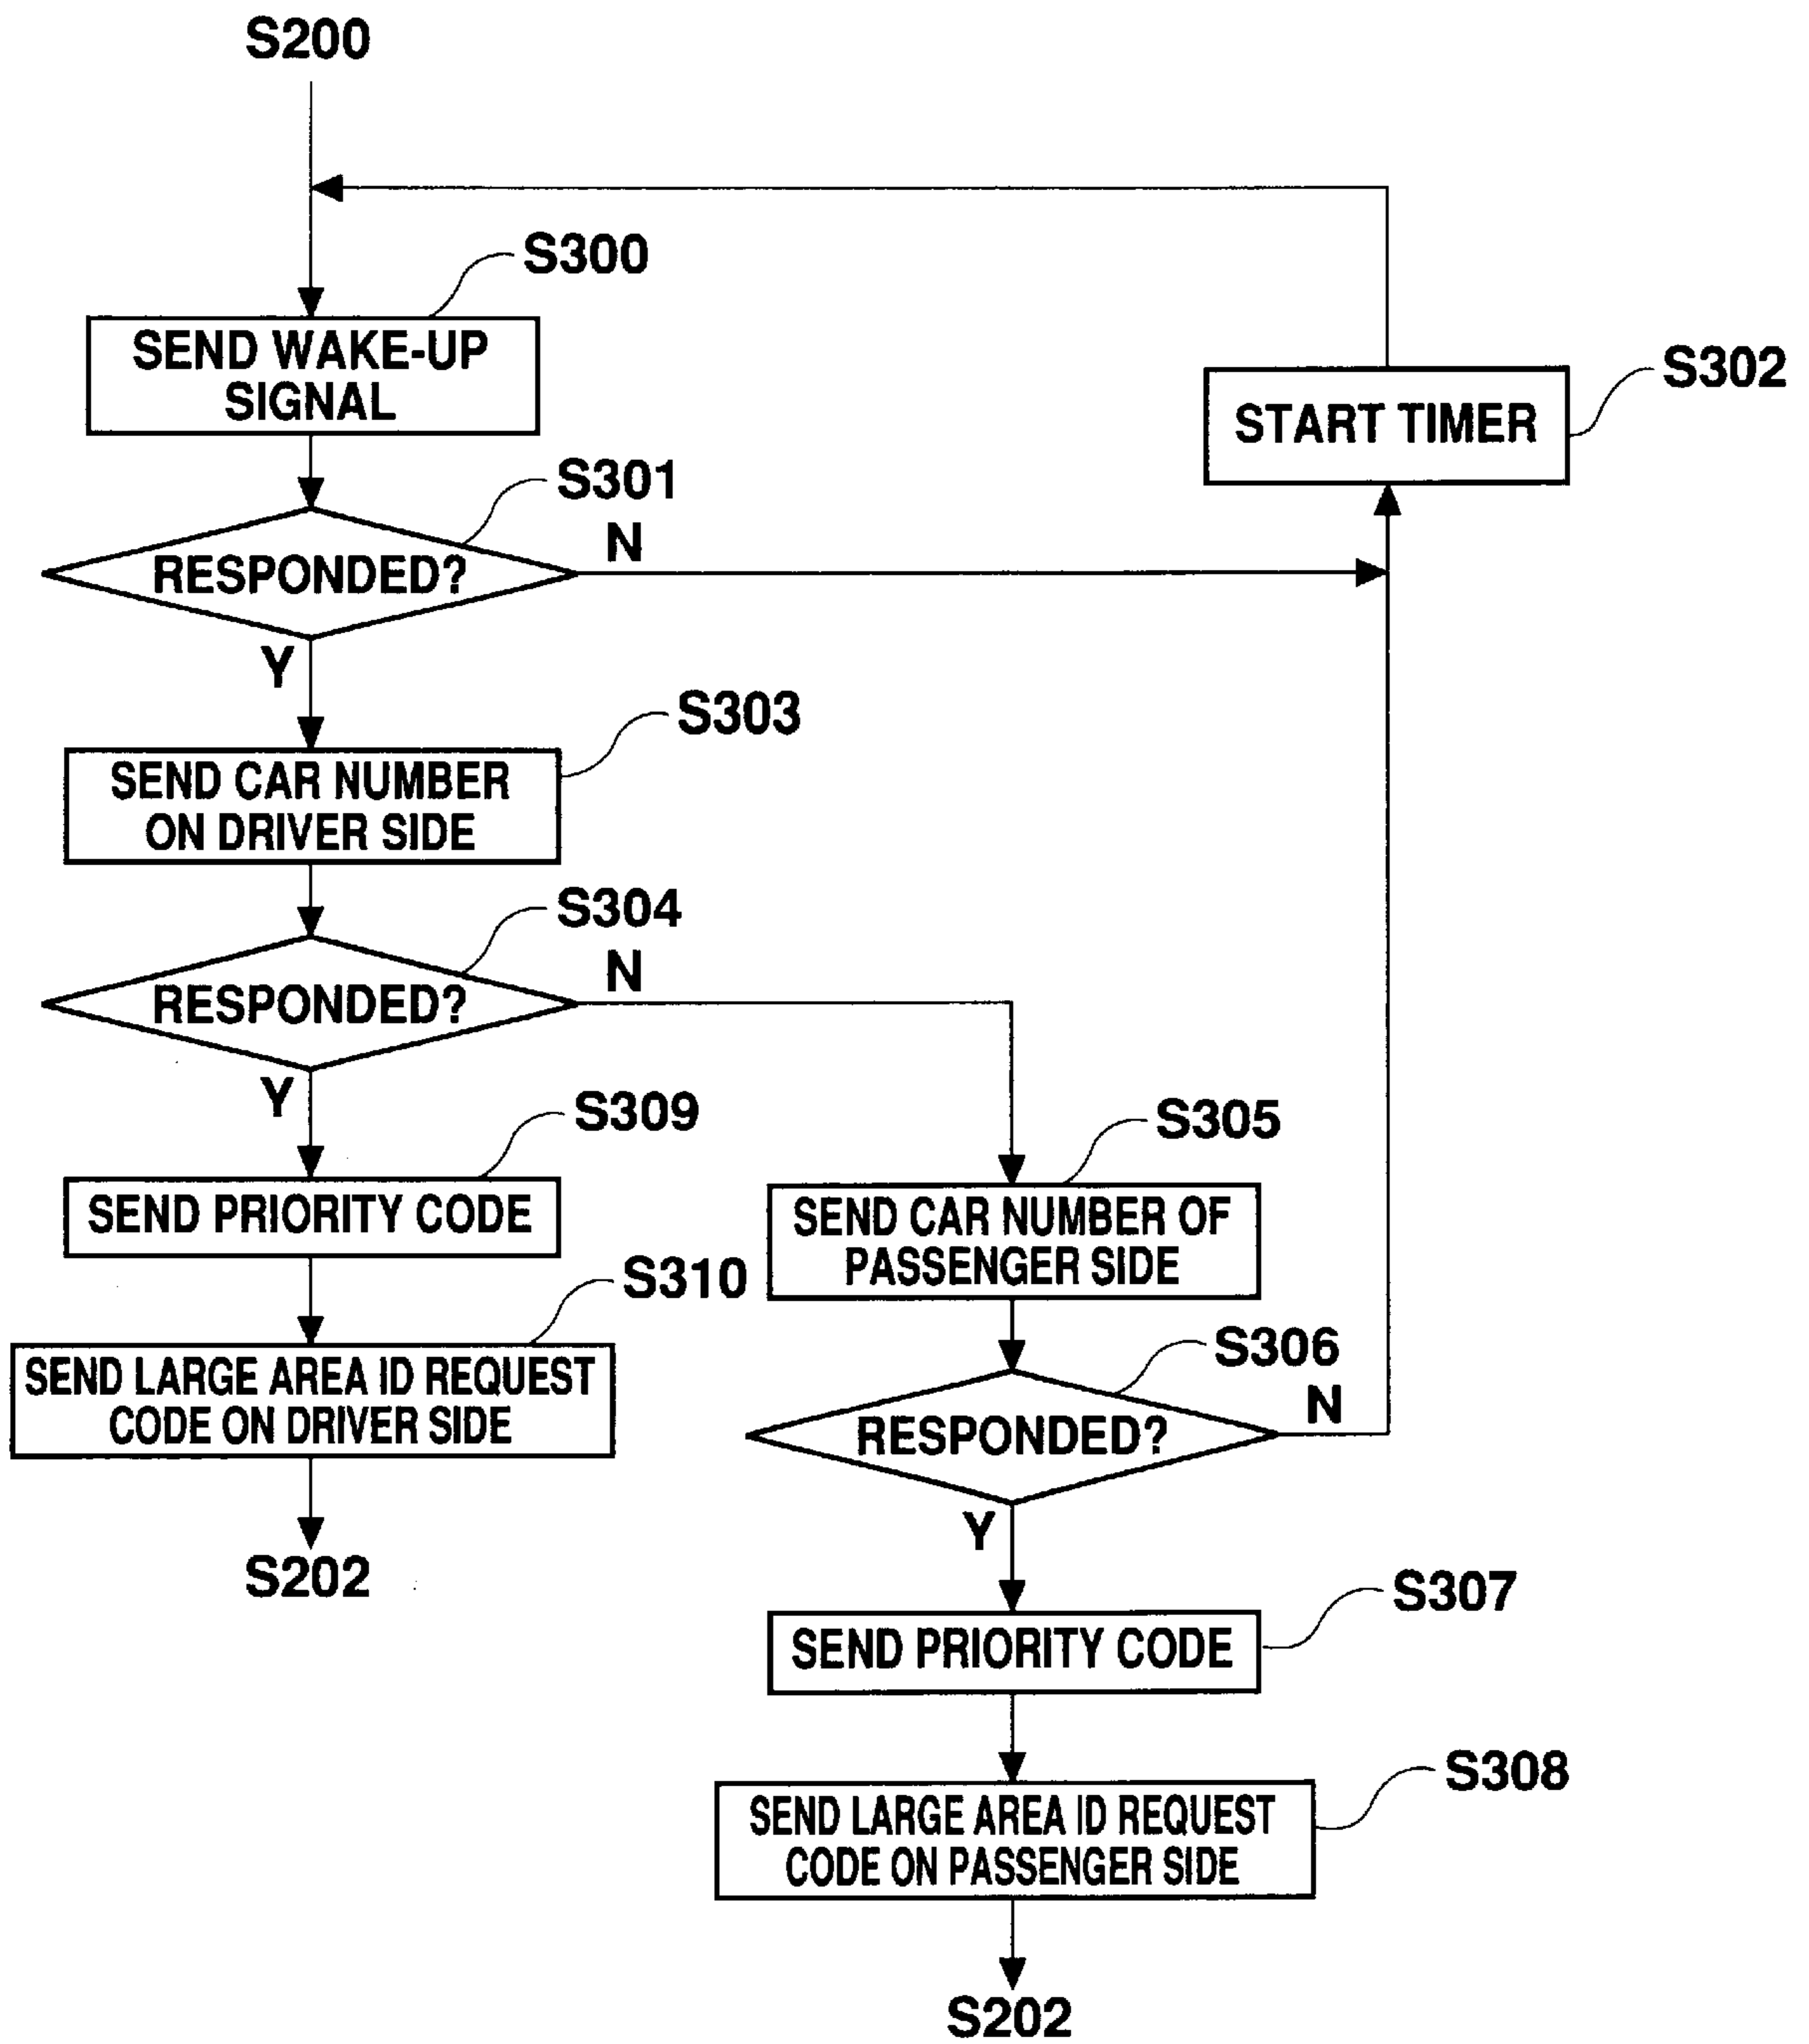 S200
S300
SEND WAKE-UP
SIGNAL
S302
START TIMER
S301
N
RESPONDED?
Y
S303
SEND CAR NUMBER
ON DRIVER SIDE
S304
N
RESPONDED?
Y
S309
SEND PRIORITY CODE
S305
SEND CAR NUMBER OF
PASSENGER SIDE
S310
SEND LARGE AREA ID REQUEST
CODE ON DRIVER SIDE
S202
S306
N
RESPONDED?
Y
S307
SEND PRIORITY CODE
S308
SEND LARGE AREA ID REQUEST
CODE ON PASSENGER SIDE
S202